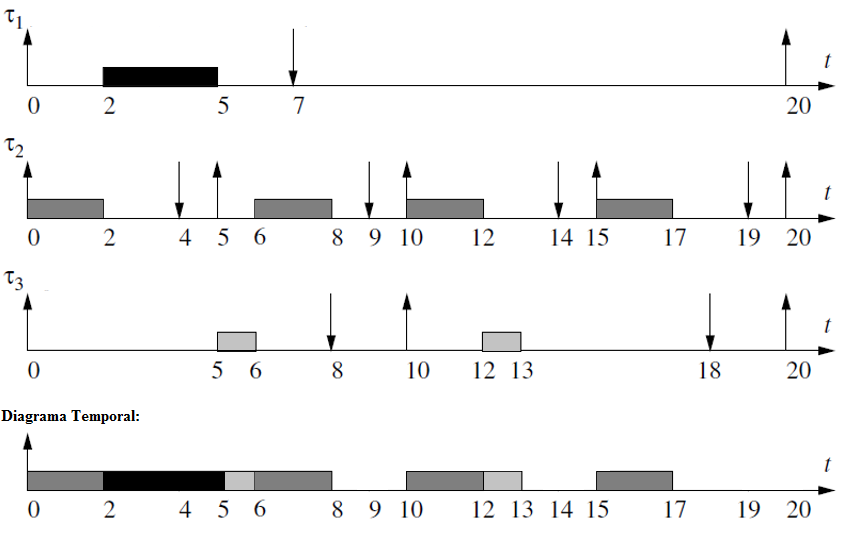 τ1
t
0 2 5 7 20
τ2
t
0 2 4 5 6 8 9 10 12 14 15 17 19 20
τ3
t
0 5 6 8 10 12 13 18 20
Diagrama Temporal:
t
0 2 4 5 6 8 9 10 12 13 14 15 17 19 20